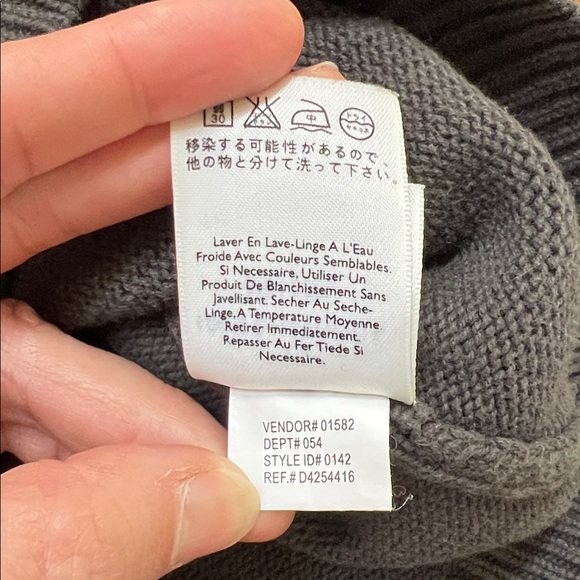 30
中
ドライ
移染する可能性があるので、
他の物と分けて洗って下さい。
Laver En Lave-Linge A L'Eau
Froide Avec Couleurs Semblables.
Si Necessaire, Utiliser Un
Produit De Blanchissement Sans
Javellisant. Secher Au Seche-
Linge, A Temperature Moyenne.
Retirer Immediatement.
Repasser Au Fer Tiede Si
Necessaire.
VENDOR# 01582
DEPT# 054
STYLE ID# 0142
REF.# D4254416